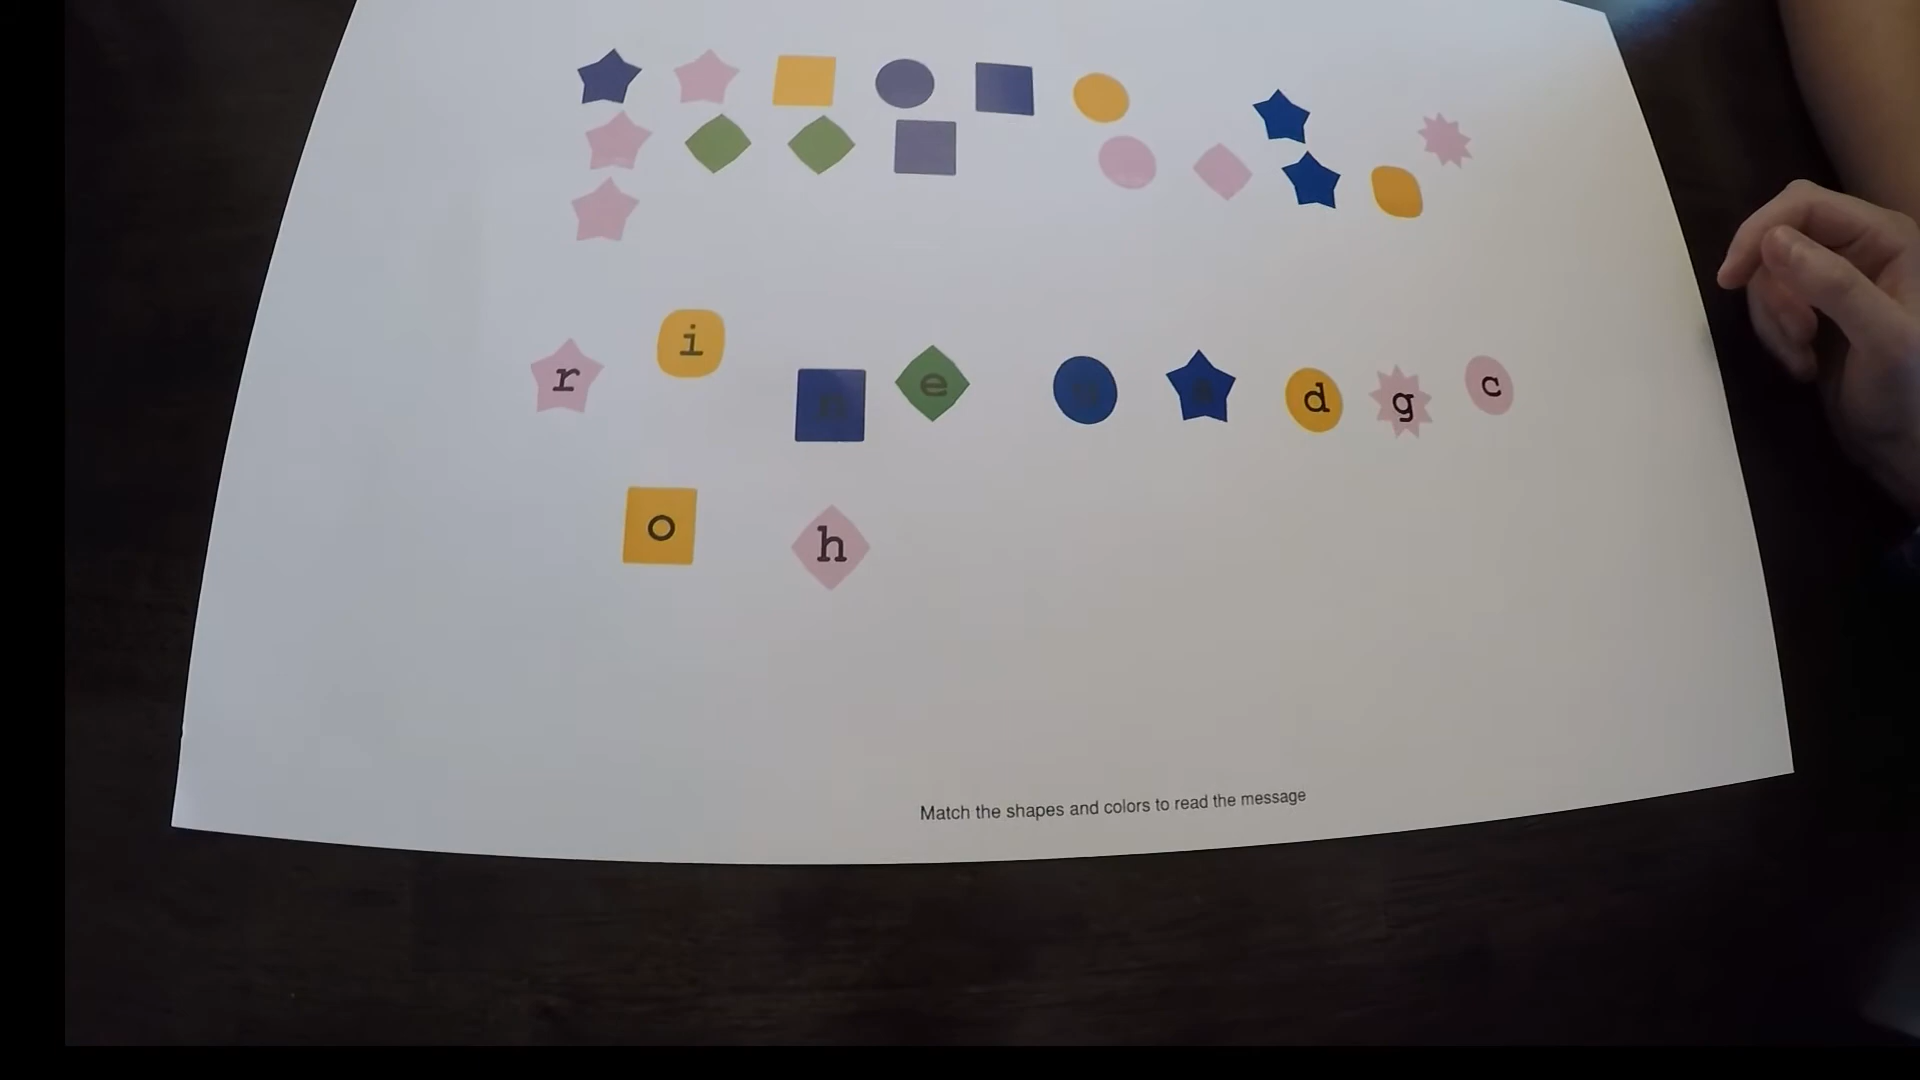 r i n e a d g c
o h
Match the shapes and colors to read the message